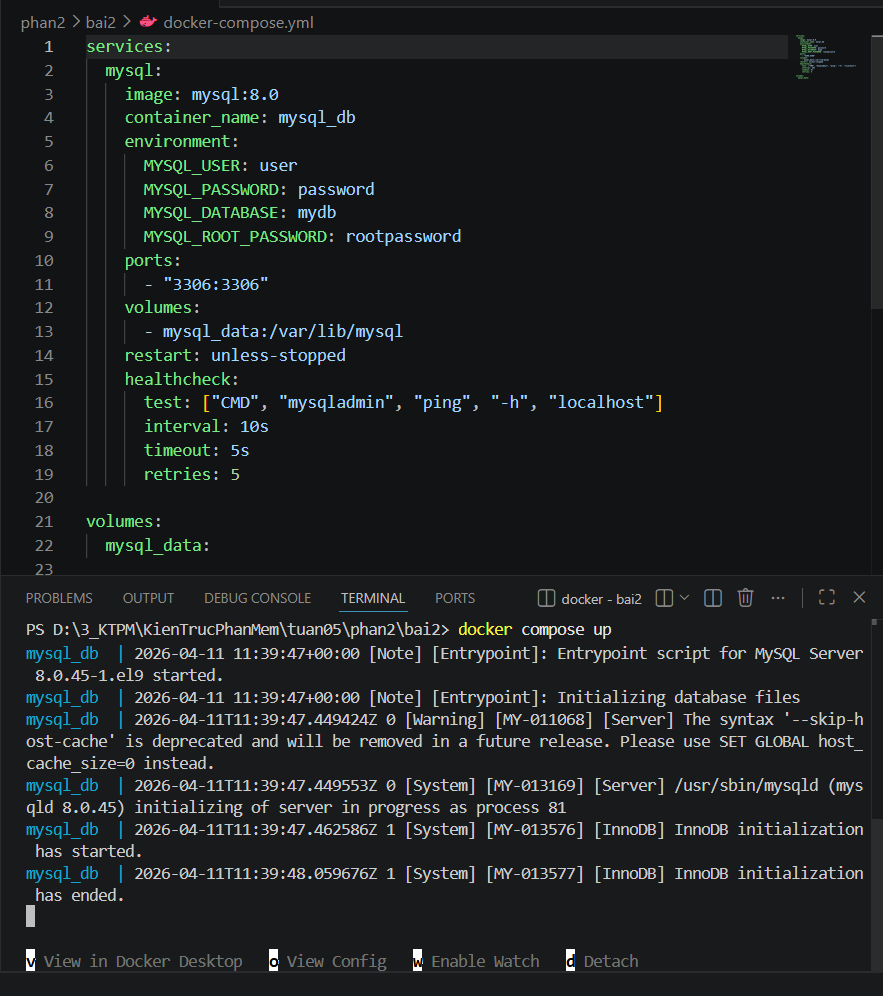 phan2 > bai2 > docker-compose.yml
1 services:
2 mysql:
3 image: mysql:8.0
4 container_name: mysql_db
5 environment:
6 MYSQL_USER: user
7 MYSQL_PASSWORD: password
8 MYSQL_DATABASE: mydb
9 MYSQL_ROOT_PASSWORD: rootpassword
10 ports:
11 - "3306:3306"
12 volumes:
13 - mysql_data:/var/lib/mysql
14 restart: unless-stopped
15 healthcheck:
16 test: ["CMD", "mysqladmin", "ping", "-h", "localhost"]
17 interval: 10s
18 timeout: 5s
19 retries: 5
20
21 volumes:
22 mysql_data:
23
PROBLEMS OUTPUT DEBUG CONSOLE TERMINAL PORTS docker - bai2
PS D:\3_KTPM\KienTrucPhanMem\tuan05\phan2\bai2> docker compose up
mysql_db | 2026-04-11 11:39:47+00:00 [Note] [Entrypoint]: Entrypoint script for MySQL Server
8.0.45-1.el9 started.
mysql_db | 2026-04-11 11:39:47+00:00 [Note] [Entrypoint]: Initializing database files
mysql_db | 2026-04-11T11:39:47.449424Z 0 [Warning] [MY-011068] [Server] The syntax '--skip-h
ost-cache' is deprecated and will be removed in a future release. Please use SET GLOBAL host_
cache_size=0 instead.
mysql_db | 2026-04-11T11:39:47.449553Z 0 [System] [MY-013169] [Server] /usr/sbin/mysqld (mys
qld 8.0.45) initializing of server in progress as process 81
mysql_db | 2026-04-11T11:39:47.462586Z 1 [System] [MY-013576] [InnoDB] InnoDB initialization
has started.
mysql_db | 2026-04-11T11:39:48.059676Z 1 [System] [MY-013577] [InnoDB] InnoDB initialization
has ended.
v View in Docker Desktop o View Config w Enable Watch d Detach